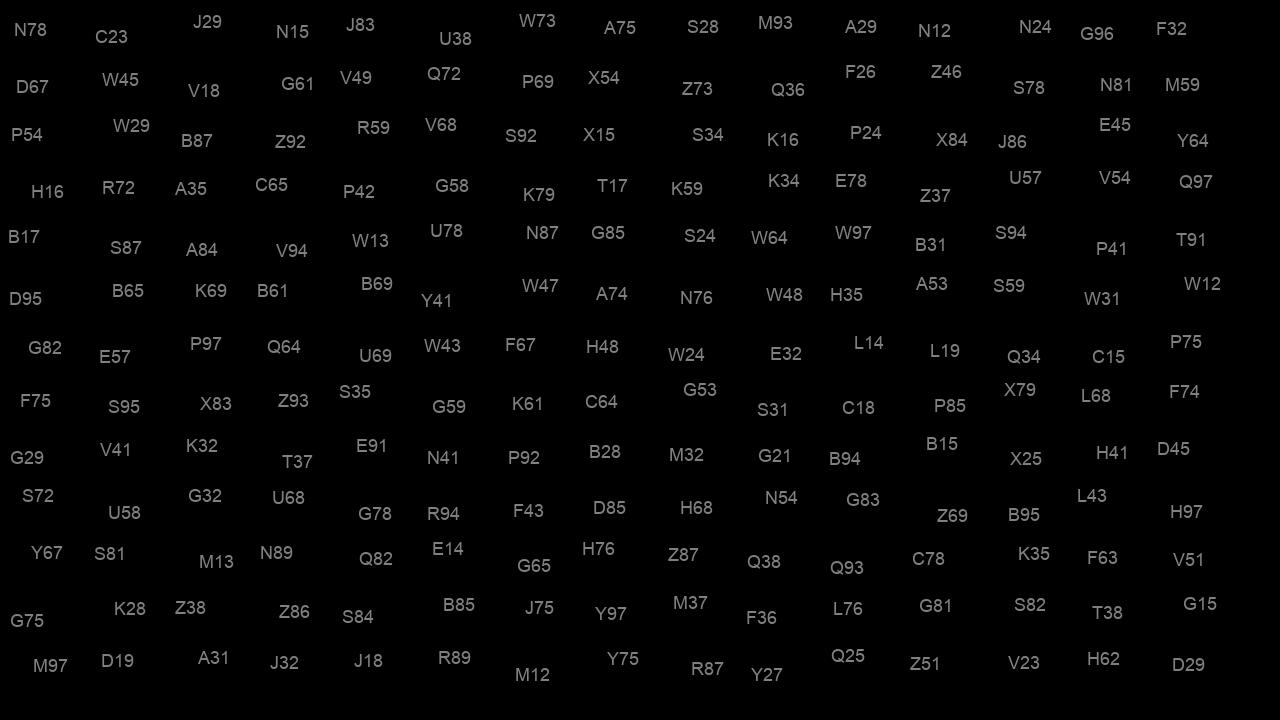 N78 C23 J29 N15 J83 U38 W73 A75 S28 M93 A29 N12 N24 G96 F32
D67 W45 V18 G61 V49 Q72 P69 X54 Z73 Q36 F26 Z46 S78 N81 M59
P54 W29 B87 Z92 R59 V68 S92 X15 S34 K16 P24 X84 J86 E45 Y64
H16 R72 A35 C65 P42 G58 K79 T17 K59 K34 E78 Z37 U57 V54 Q97
B17 S87 A84 V94 W13 U78 N87 G85 S24 W64 W97 B31 S94 P41 T91
D95 B65 K69 B61 B69 Y41 W47 A74 N76 W48 H35 A53 S59 W31 W12
G82 E57 P97 Q64 U69 W43 F67 H48 W24 E32 L14 L19 Q34 C15 P75
F75 S95 X83 Z93 S35 G59 K61 C64 G53 S31 C18 P85 X79 L68 F74
G29 V41 K32 T37 E91 N41 P92 B28 M32 G21 B94 B15 X25 H41 D45
S72 U58 G32 U68 G78 R94 F43 D85 H68 N54 G83 Z69 B95 L43 H97
Y67 S81 M13 N89 Q82 E14 G65 H76 Z87 Q38 Q93 C78 K35 F63 V51
G75 K28 Z38 Z86 S84 B85 J75 Y97 M37 F36 L76 G81 S82 T38 G15
M97 D19 A31 J32 J18 R89 M12 Y75 R87 Y27 Q25 Z51 V23 H62 D29